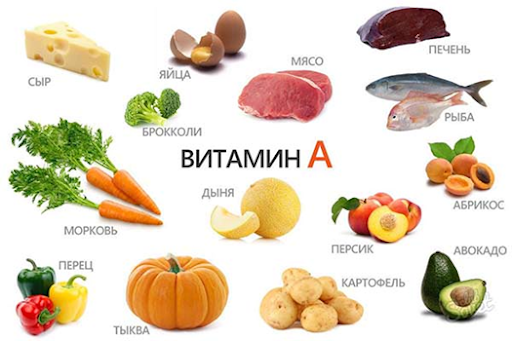 СЫР
ЯЙЦА
МЯСО
ПЕЧЕНЬ
БРОККОЛИ
РЫБА
ВИТАМИН А
МОРКОВЬ
ДЫНЯ
ПЕРСИК
АБРИКОС
ПЕРЕЦ
ТЫКВА
КАРТОФЕЛЬ
АВОКАДО